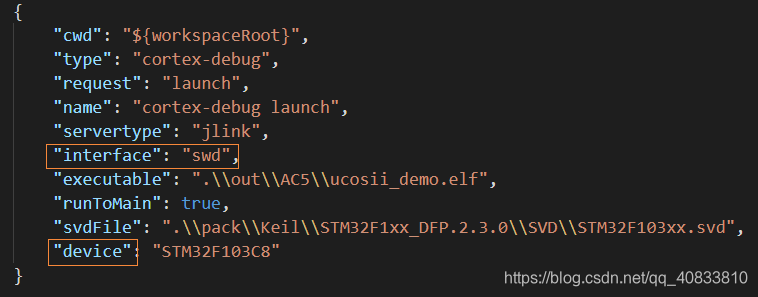 {
"cwd": "${workspaceRoot}",
"type": "cortex-debug",
"request": "launch",
"name": "cortex-debug launch",
"servertype": "jlink",
"interface": "swd",
"executable": ".\\out\\AC5\\ucosii_demo.elf",
"runToMain": true,
"svdFile": ".\\pack\\Keil\\STM32F1xx_DFP.2.3.0\\SVD\\STM32F103xx.svd",
"device": "STM32F103C8"
}
https://blog.csdn.net/qq_40833810